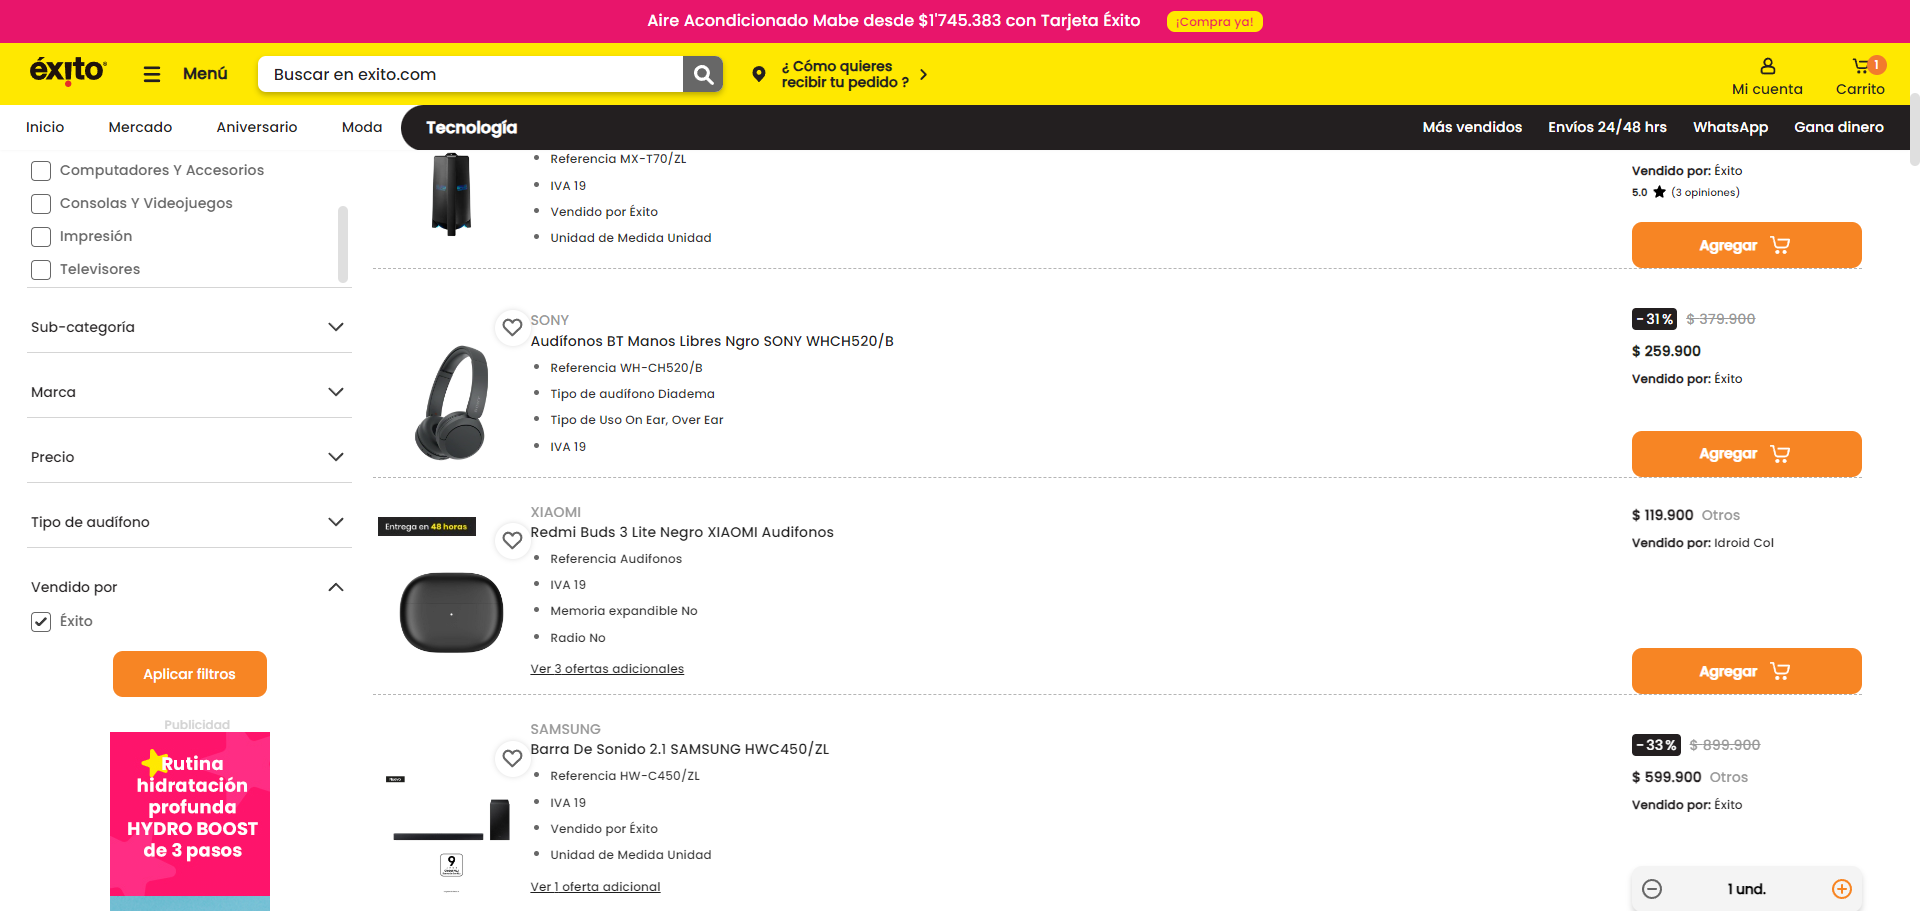 Aire Acondicionado Mabe desde $1'745.383 con Tarjeta Éxito
¡Compra ya!
éxito
Menú
Buscar en exito.com
¿ Cómo quieres
recibir tu pedido ?
Mi cuenta
1
Carrito
Inicio
Mercado
Aniversario
Moda
Tecnología
Más vendidos
Envíos 24/48 hrs
WhatsApp
Gana dinero
Computadores Y Accesorios
Consolas Y Videojuegos
Impresión
Televisores
Sub-categoría
Marca
Precio
Tipo de audífono
Vendido por
Éxito
Aplicar filtros
Publicidad
Rutina
hidratación
profunda
HYDRO BOOST
de 3 pasos
Referencia MX-T70/ZL
IVA 19
Vendido por Éxito
Unidad de Medida Unidad
Vendido por: Éxito
5.0 (3 opiniones)
Agregar
SONY
Audífonos BT Manos Libres Ngro SONY WHCH520/B
Referencia WH-CH520/B
Tipo de audífono Diadema
Tipo de Uso On Ear, Over Ear
IVA 19
-31% $ 379.900
$ 259.900
Vendido por: Éxito
Agregar
Entrega en 48 horas
XIAOMI
Redmi Buds 3 Lite Negro XIAOMI Audifonos
Referencia Audifonos
IVA 19
Memoria expandible No
Radio No
Ver 3 ofertas adicionales
$ 119.900 Otros
Vendido por: Idroid Col
Agregar
SAMSUNG
Barra De Sonido 2.1 SAMSUNG HWC450/ZL
Referencia HW-C450/ZL
IVA 19
Vendido por Éxito
Unidad de Medida Unidad
Ver 1 oferta adicional
Nuevo
9
-33% $ 899.900
$ 599.900 Otros
Vendido por: Éxito
1 und.